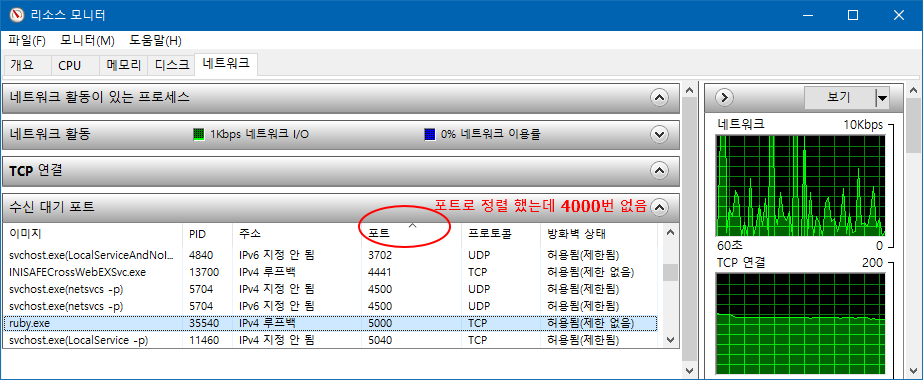 리소스 모니터
파일(F) 모니터(M) 도움말(H)
개요 CPU 메모리 디스크 네트워크
네트워크 활동이 있는 프로세스
네트워크 활동 1Kbps 네트워크 I/O 0% 네트워크 이용률
TCP 연결
수신 대기 포트 포트로 정렬 했는데 4000번 없음
이미지 PID 주소 포트 프로토콜 방화벽 상태
svchost.exe(LocalServiceAndNoI... 4840 IPv6 지정 안 됨 3702 UDP 허용됨(제한됨)
INISAFECrossWebEXSvc.exe 13700 IPv4 루프백 4441 TCP 허용됨(제한 없음)
svchost.exe(netsvcs -p) 5704 IPv4 지정 안 됨 4500 UDP 허용됨(제한됨)
svchost.exe(netsvcs -p) 5704 IPv6 지정 안 됨 4500 UDP 허용됨(제한됨)
ruby.exe 35540 IPv4 루프백 5000 TCP 허용됨(제한 없음)
svchost.exe(LocalService -p) 11460 IPv4 지정 안 됨 5040 TCP 허용됨(제한됨)
보기
네트워크 10Kbps
60초 0
TCP 연결 200